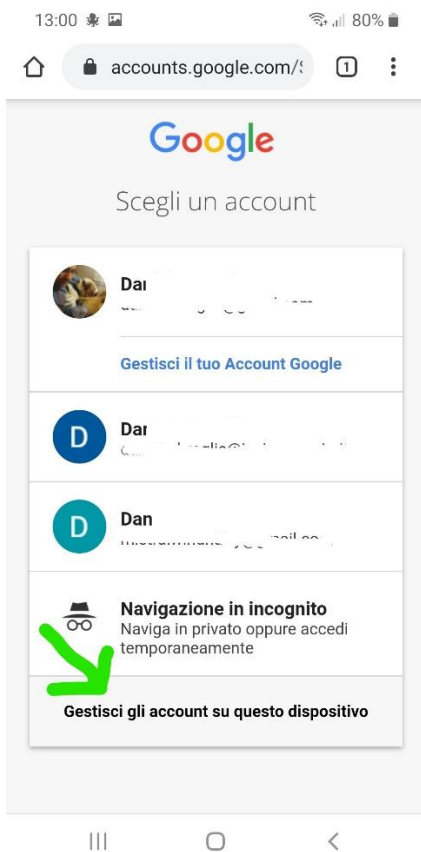 13:00 80%
accounts.google.com/
1
Google
Scegli un account
Dar
Gestisci il tuo Account Google
D Dar
D Dan
Navigazione in incognito
Naviga in privato oppure accedi
temporaneamente
Gestisci gli account su questo dispositivo